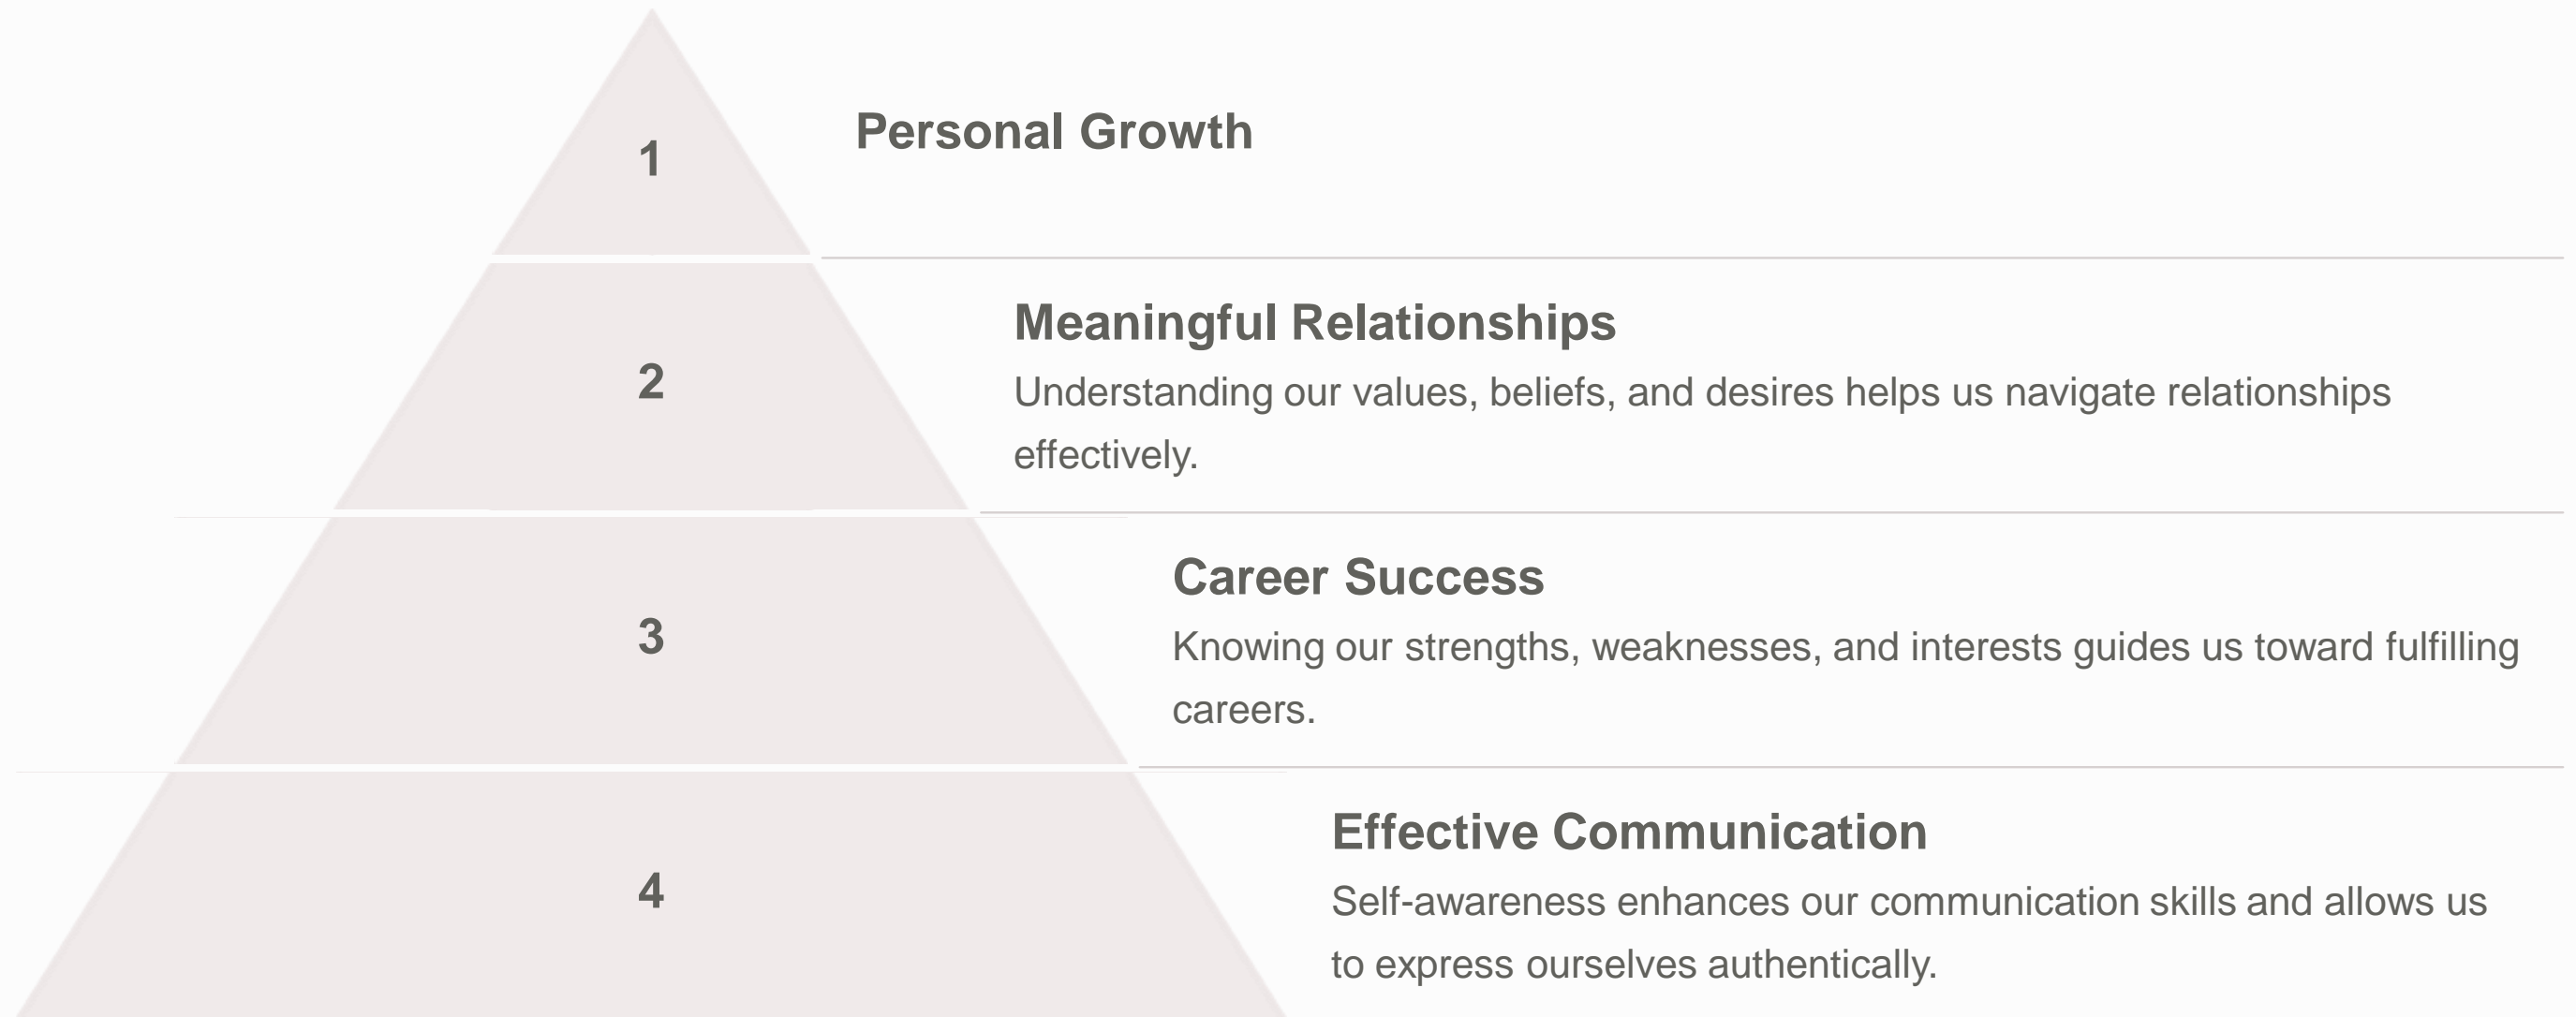 1
Personal Growth
2
Meaningful Relationships
Understanding our values, beliefs, and desires helps us navigate relationships
effectively.
3
Career Success
Knowing our strengths, weaknesses, and interests guides us toward fulfilling
careers.
4
Effective Communication
Self-awareness enhances our communication skills and allows us
to express ourselves authentically.